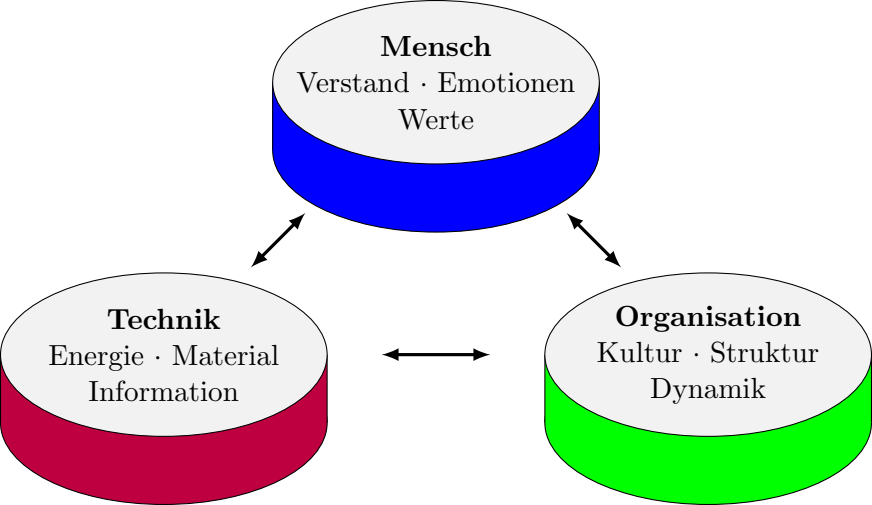 Mensch
Verstand · Emotionen
Werte
Technik
Energie · Material
Information
Organisation
Kultur · Struktur
Dynamik